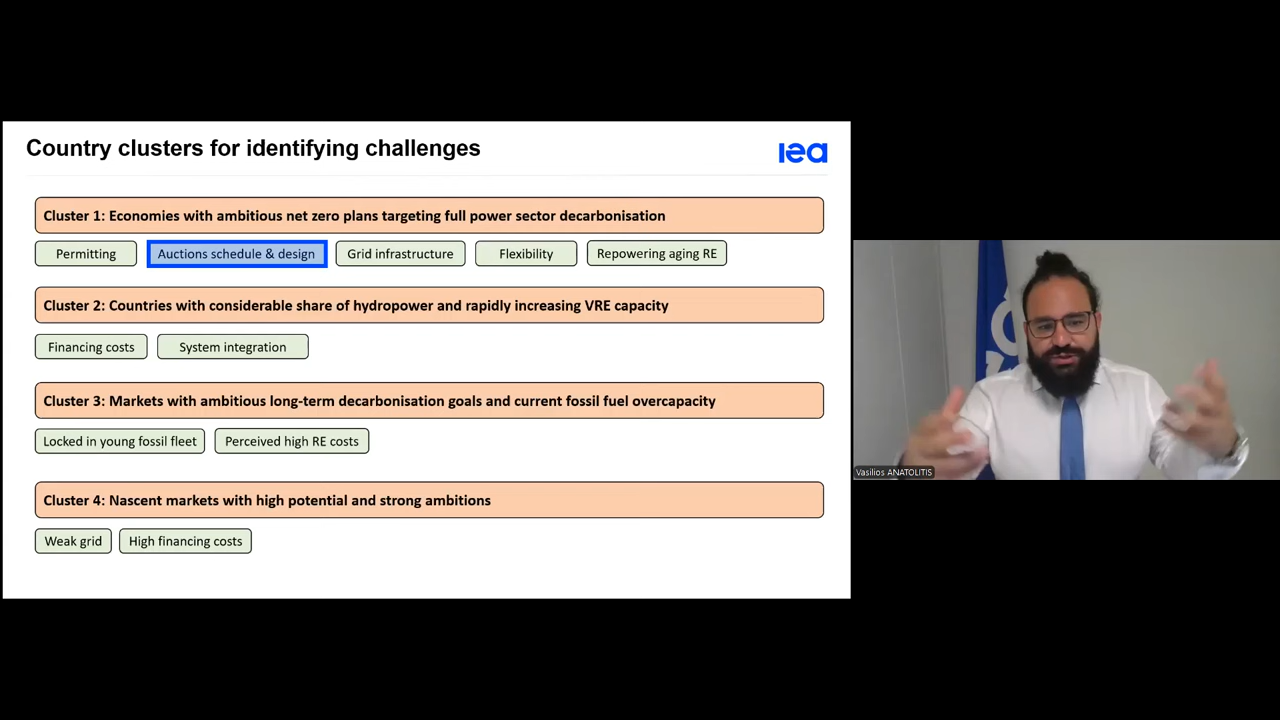 Country clusters for identifying challenges
iea
Cluster 1: Economies with ambitious net zero plans targeting full power sector decarbonisation
Permitting
Auctions schedule & design
Grid infrastructure
Flexibility
Repowering aging RE
Cluster 2: Countries with considerable share of hydropower and rapidly increasing VRE capacity
Financing costs
System integration
Cluster 3: Markets with ambitious long-term decarbonisation goals and current fossil fuel overcapacity
Locked in young fossil fleet
Perceived high RE costs
Cluster 4: Nascent markets with high potential and strong ambitions
Weak grid
High financing costs
Vasilios ANATOLITIS